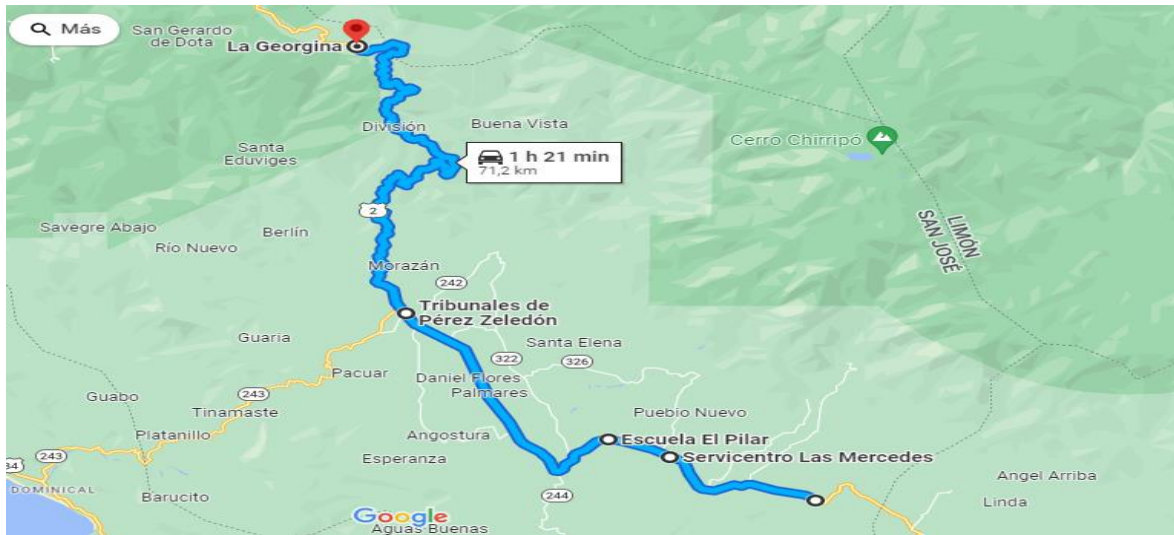 Más
San Gerardo
de Dota
La Georgina
División
Buena Vista
Cerro Chirripó
Santa
Eduviges
1 h 21 min
71,2 km
2
Savegre Abajo
Berlín
Río Nuevo
LIMÓN
SAN JOSÉ
Morazán
242
Tribunales de
Pérez Zeledón
Guaria
322
Santa Elena
326
Pacuar
Daniel Flores
Palmares
243
Guabo
Tinamaste
Pueblo Nuevo
Platanillo
Angostura
Escuela El Pilar
243
Esperanza
Servicentro Las Mercedes
34
DOMINICAL
Barucito
244
Angel Arriba
Linda
Google
Aguas Buenas